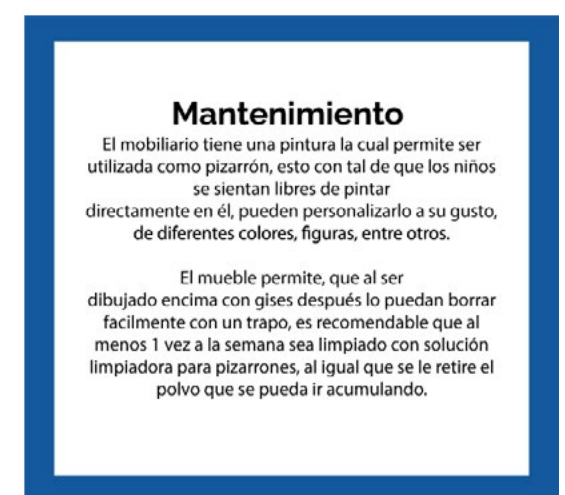 Mantenimiento
El mobiliario tiene una pintura la cual permite ser
utilizada como pizarrón, esto con tal de que los niños
se sientan libres de pintar
directamente en él, pueden personalizarlo a su gusto,
de diferentes colores, figuras, entre otros.
El mueble permite, que al ser
dibujado encima con gises después lo puedan borrar
facilmente con un trapo, es recomendable que al
menos 1 vez a la semana sea limpiado con solución
limpiadora para pizarrones, al igual que se le retire el
polvo que se pueda ir acumulando.